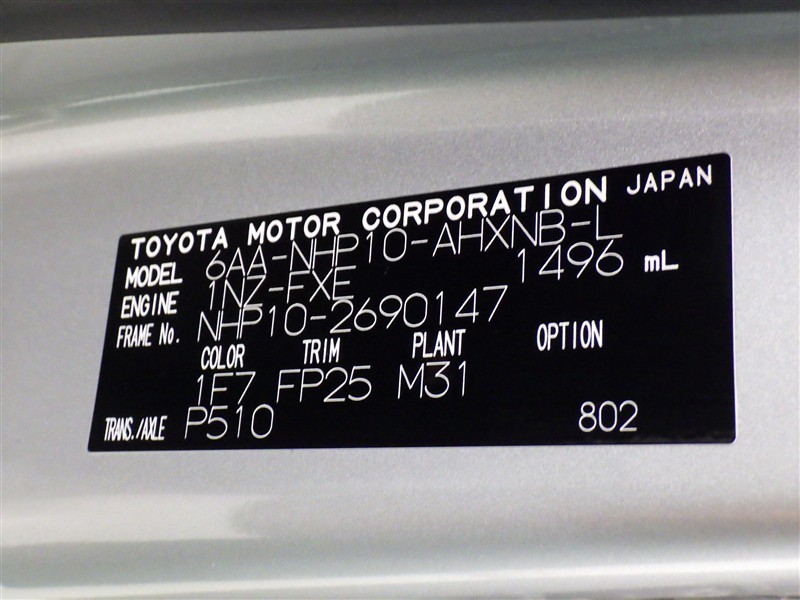 TOYOTA MOTOR CORPORATION JAPAN
MODEL 6AA-NHP10-AHXNB-L
ENGINE 1NZ-FXE 1496 mL
FRAME No. NHP10-2690147
COLOR TRIM PLANT OPTION
1F7 FP25 M31
TRANS./AXLE P510 802